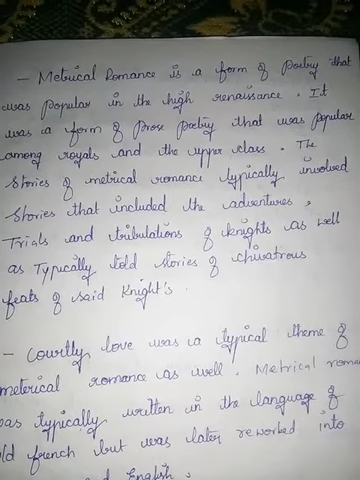 - Metrical Romance is a form of Poetry that
was popular in the high renaissance. It
was a form of Prose Poetry that was popular
among royals and the upper class. The
Stories of metrical romance typically involved
Stories that included the adventures,
Trials and tribulations of knights as well
as Typically told stories of chivatrous
feats of said Knight's.
- Courtly love was a typical theme of
meterical romance as well. Metrical roman
was typically written in the language of
old french but was later reworked into
English.